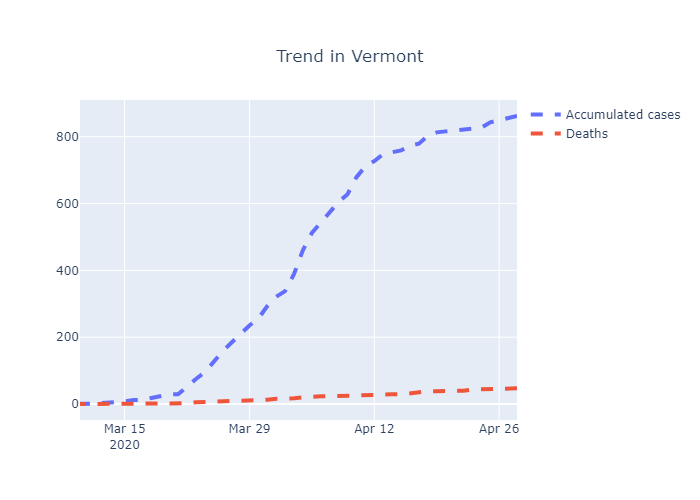 Trend in Vermont
Accumulated cases
Deaths
800
600
400
200
0
Mar 15
2020
Mar 29
Apr 12
Apr 26